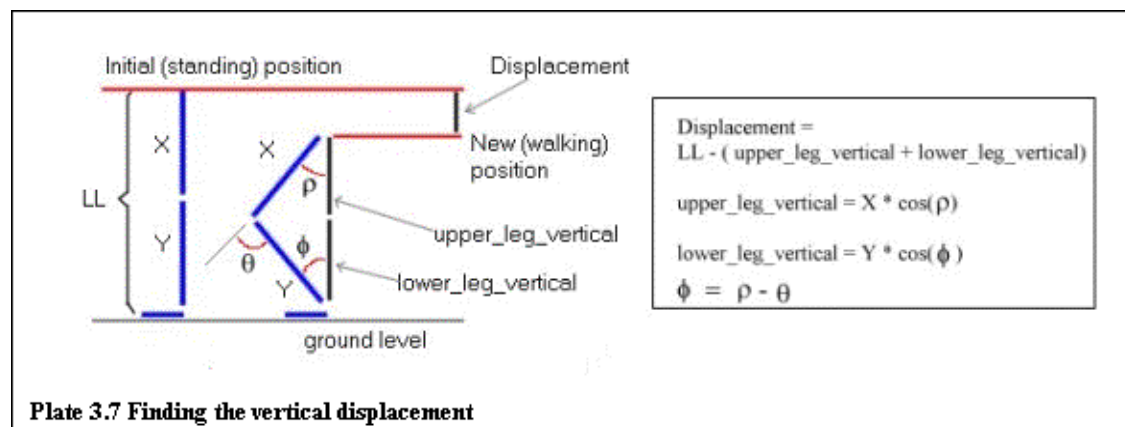 Initial (standing) position
Displacement
X
X
New (walking)
position
ρ
LL
upper_leg_vertical
Y
ϕ
θ
Y
lower_leg_vertical
ground level
Displacement =
LL - ( upper_leg_vertical + lower_leg_vertical)
upper_leg_vertical = X * cos(ρ)
lower_leg_vertical = Y * cos(ϕ )
ϕ = ρ - θ
Plate 3.7 Finding the vertical displacement